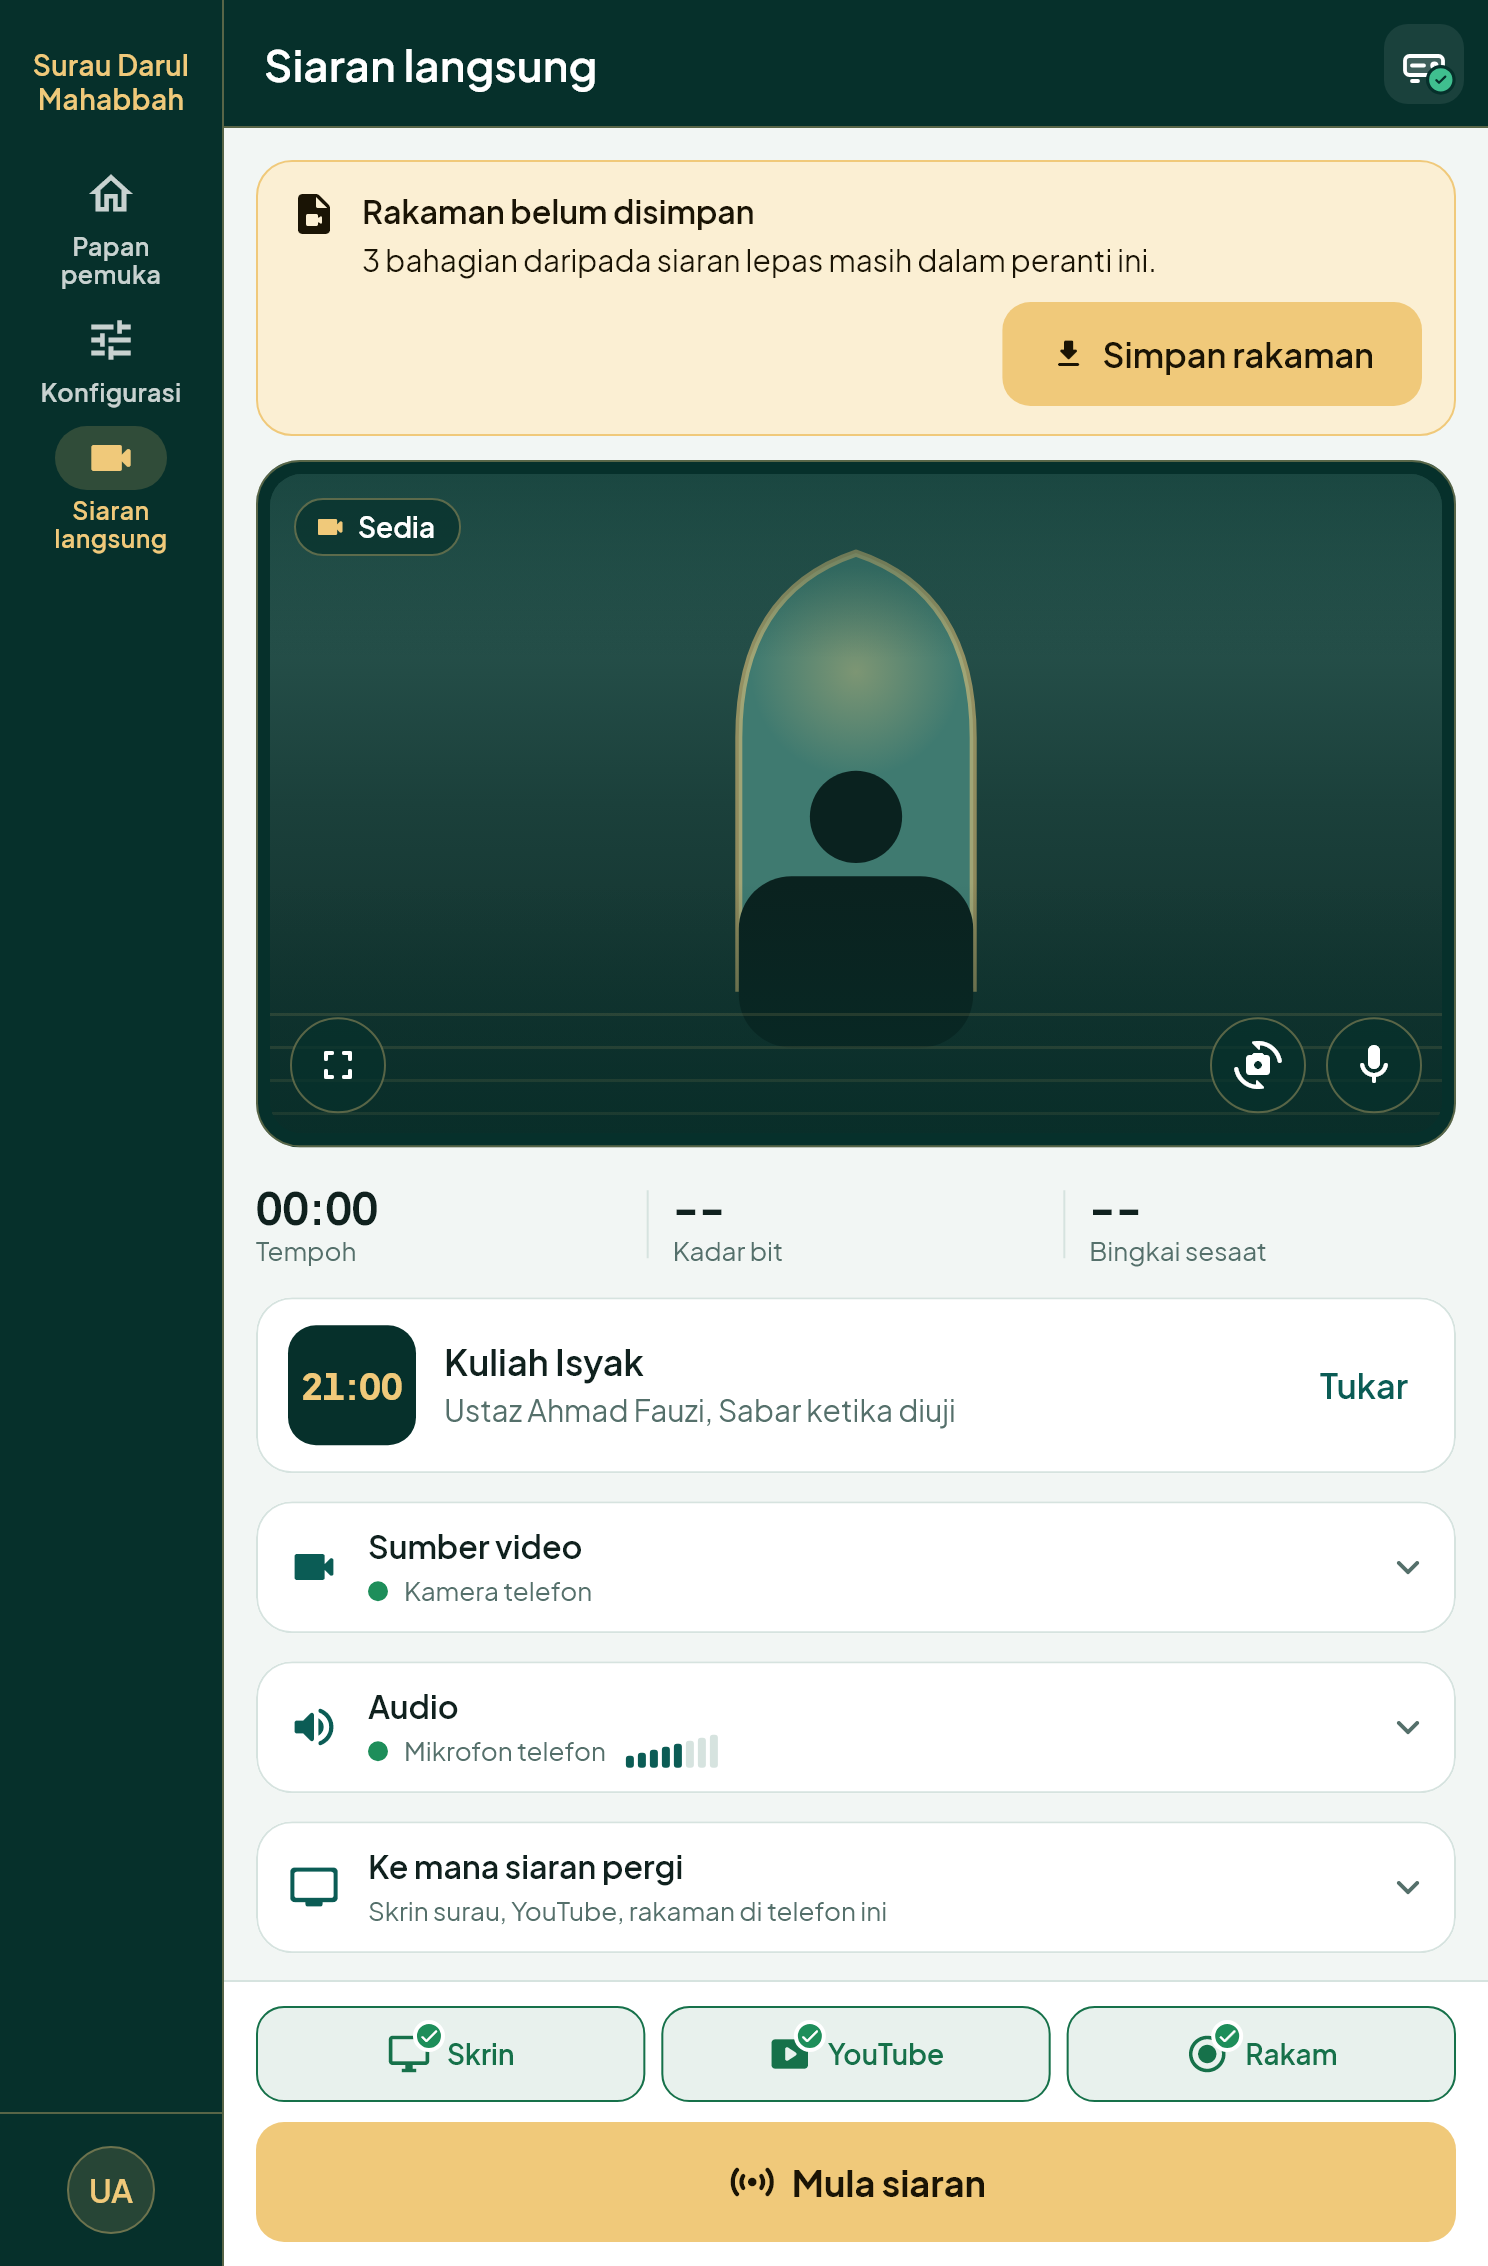 Surau Darul
Mahabbah
Papan
pemuka
Konfigurasi
Siaran
langsung
UA
Siaran langsung
Rakaman belum disimpan
3 bahagian daripada siaran lepas masih dalam peranti ini.
Simpan rakaman
Sedia
00:00
Tempoh
--
Kadar bit
--
Bingkai sesaat
21:00
Kuliah Isyak
Ustaz Ahmad Fauzi, Sabar ketika diuji
Tukar
Sumber video
Kamera telefon
Audio
Mikrofon telefon
Ke mana siaran pergi
Skrin surau, YouTube, rakaman di telefon ini
Skrin
YouTube
Rakam
Mula siaran